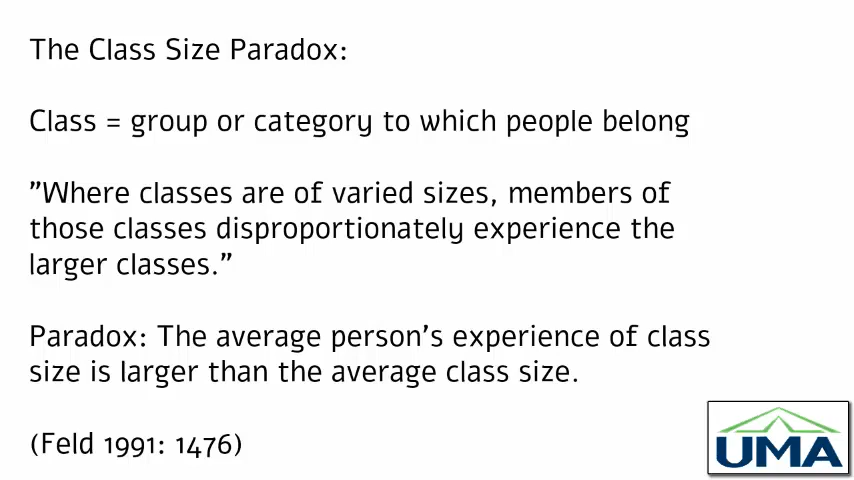 The Class Size Paradox:
Class = group or category to which people belong
”Where classes are of varied sizes, members of
those classes disproportionately experience the
larger classes.”
Paradox: The average person’s experience of class
size is larger than the average class size.
(Feld 1991: 1476)
UMA